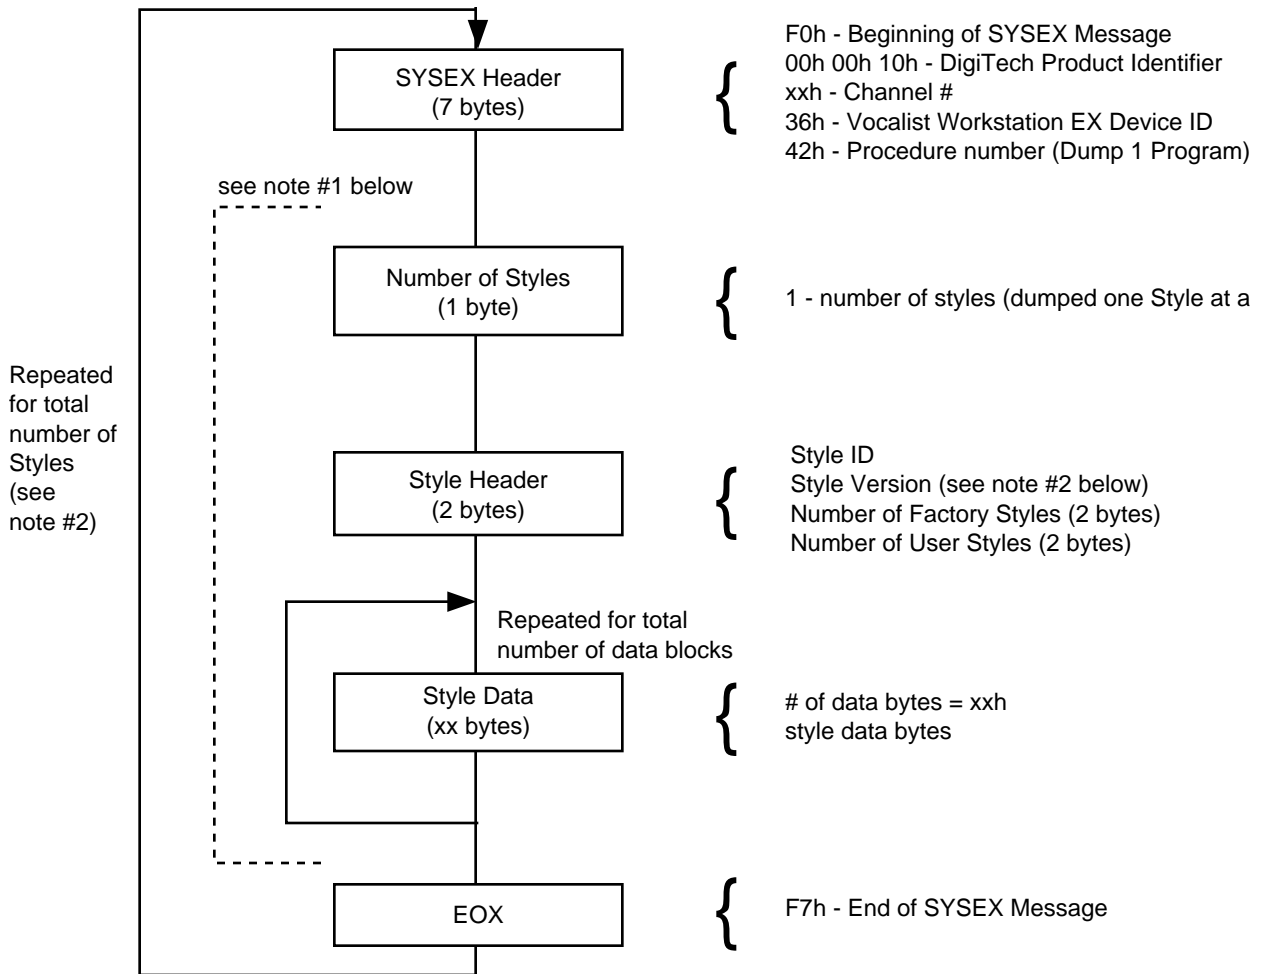 F0h - Beginning of SYSEX Message
00h 00h 10h - DigiTech Product Identifier
xxh - Channel #
36h - Vocalist Workstation EX Device ID
42h - Procedure number (Dump 1 Program)
SYSEX Header
(7 bytes)
see note #1 below
Number of Styles
(1 byte)
1 - number of styles (dumped one Style at a
Repeated
for total
number of
Styles
(see
note #2)
Style Header
(2 bytes)
Style ID
Style Version (see note #2 below)
Number of Factory Styles (2 bytes)
Number of User Styles (2 bytes)
Repeated for total
number of data blocks
Style Data
(xx bytes)
# of data bytes = xxh
style data bytes
EOX
F7h - End of SYSEX Message